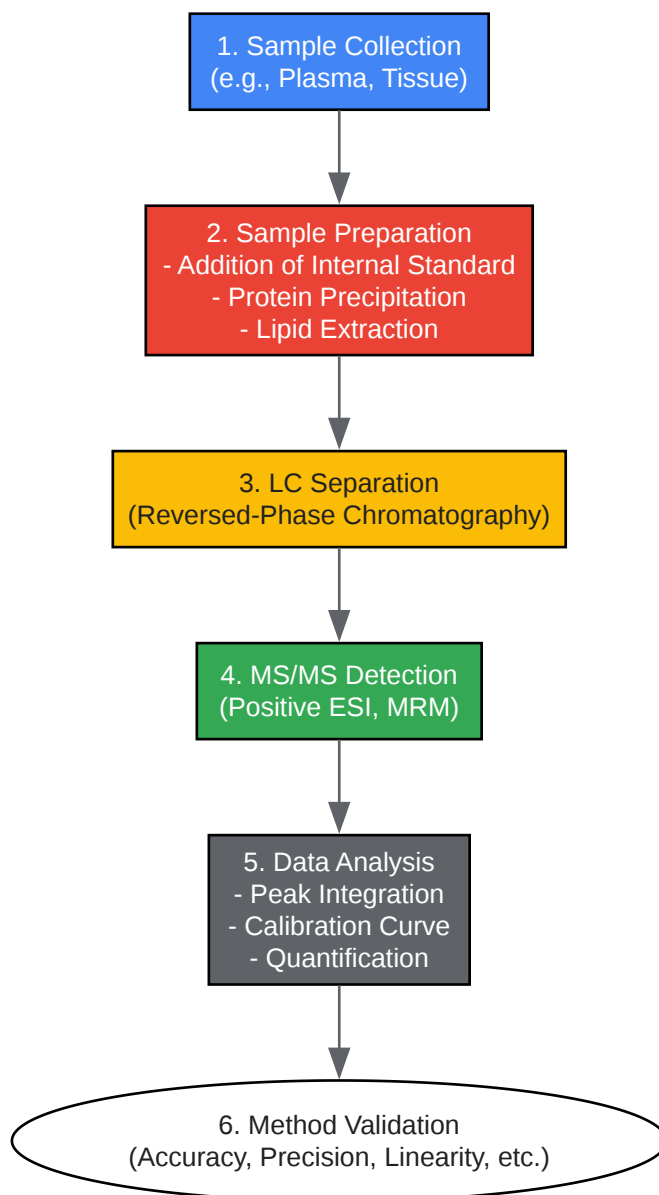 1. Sample Collection
(e.g., Plasma, Tissue)
2. Sample Preparation
- Addition of Internal Standard
- Protein Precipitation
- Lipid Extraction
3. LC Separation
(Reversed-Phase Chromatography)
4. MS/MS Detection
(Positive ESI, MRM)
5. Data Analysis
- Peak Integration
- Calibration Curve
- Quantification
6. Method Validation
(Accuracy, Precision, Linearity, etc.)